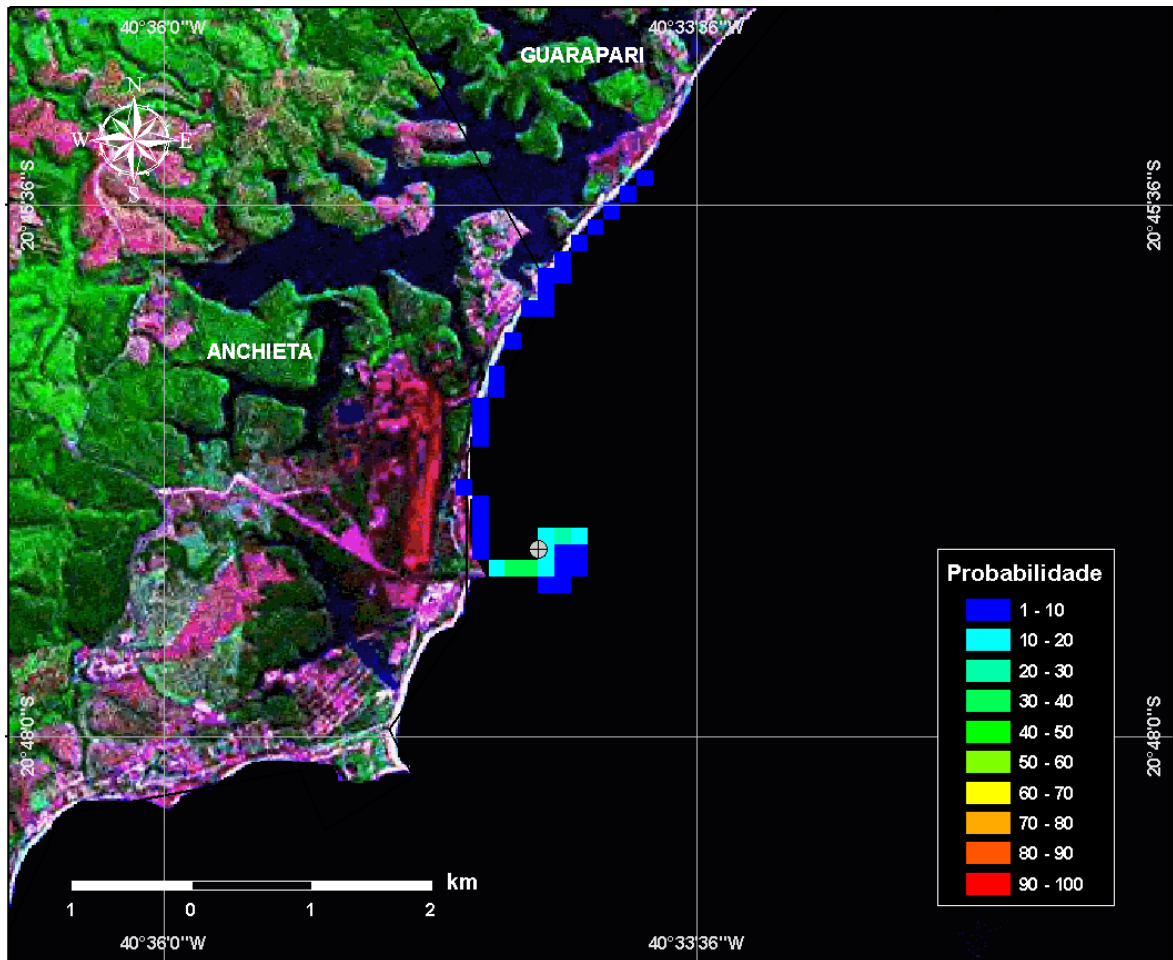 40°36'0"W
40°33'36"W
GUARAPARI
N
W
E
S
20°45'36"S
20°45'36"S
ANCHIETA
Probabilidade
1 - 10
10 - 20
20 - 30
30 - 40
40 - 50
50 - 60
60 - 70
70 - 80
80 - 90
90 - 100
20°48'0"S
20°48'0"S
km
1 0 1 2
40°36'0"W
40°33'36"W